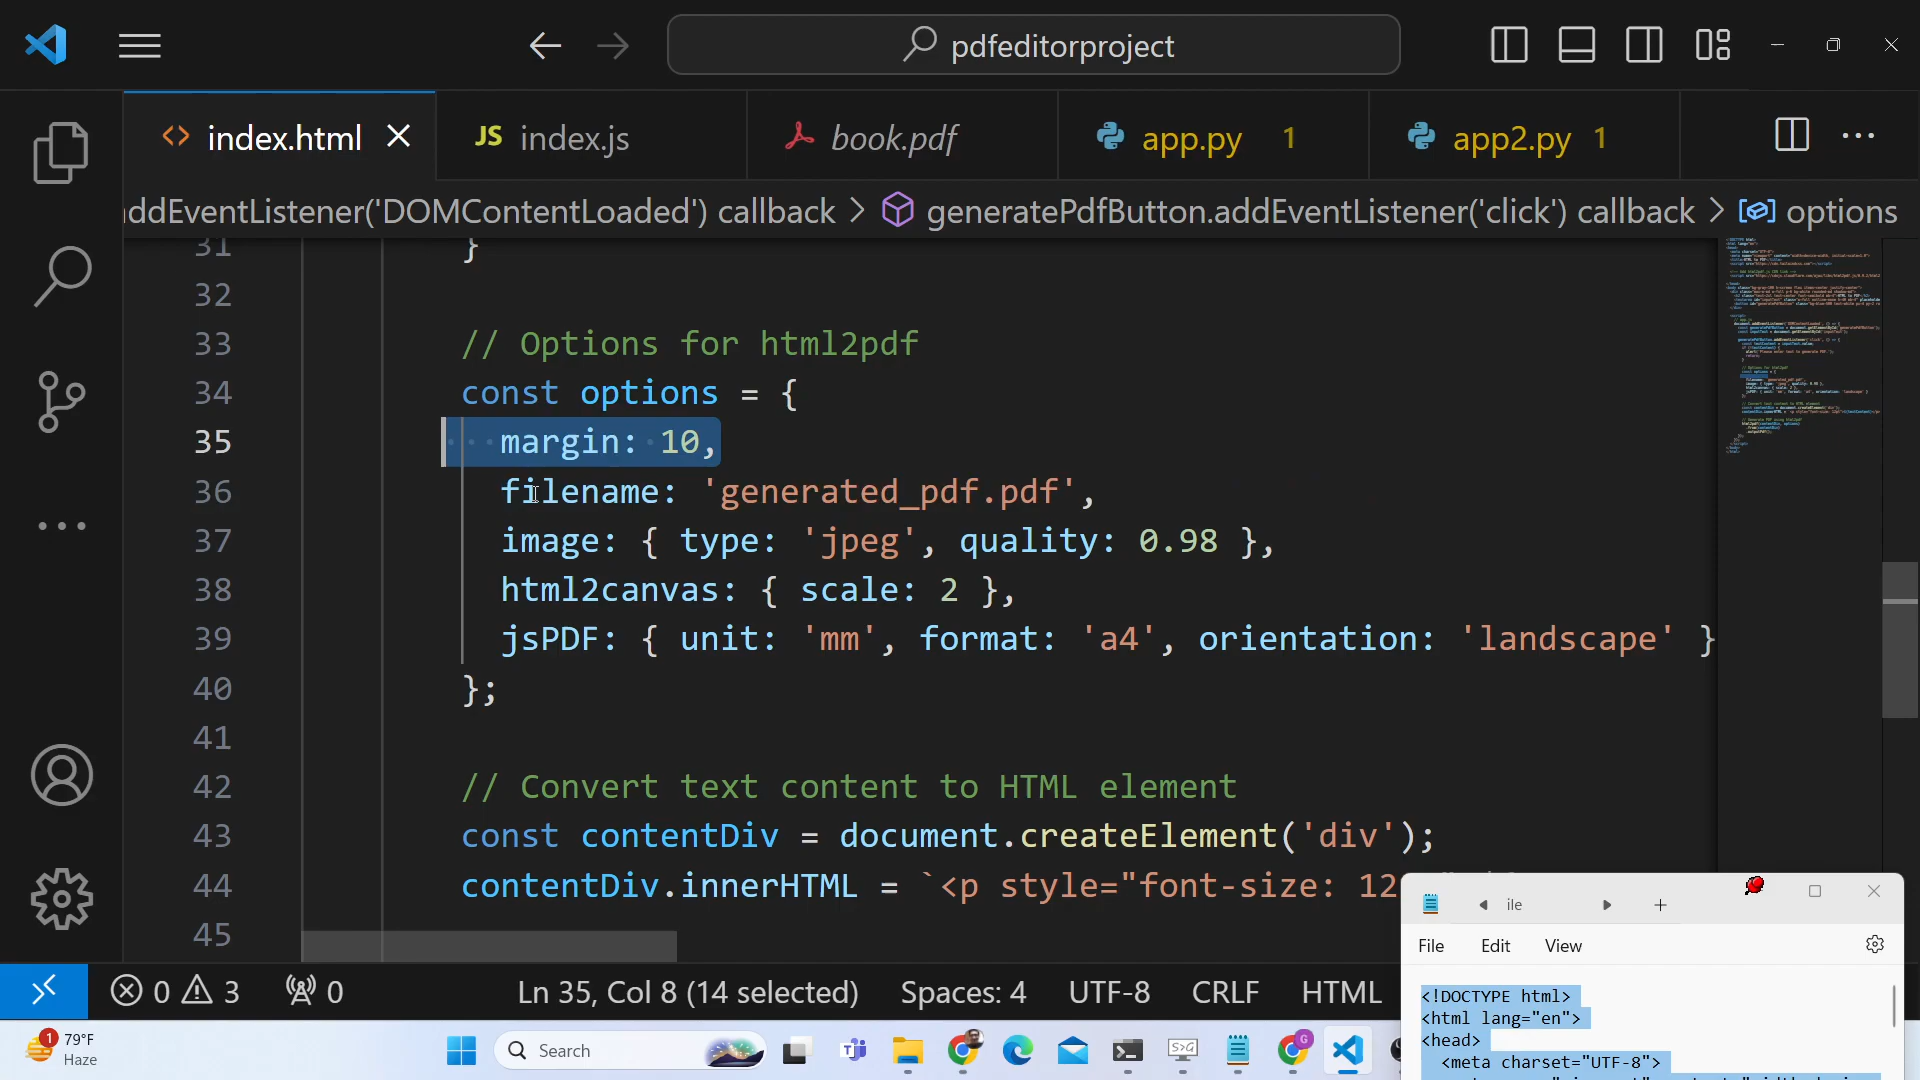 pdfeditorproject
index.html
JS index.js
book.pdf
app.py 1
app2.py 1
ddEventListener('DOMContentLoaded') callback > generatePdfButton.addEventListener('click') callback > options
31 }
32
33 // Options for html2pdf
34 const options = {
35 margin: 10,
36 filename: 'generated_pdf.pdf',
37 image: { type: 'jpeg', quality: 0.98 },
38 html2canvas: { scale: 2 },
39 jsPDF: { unit: 'mm', format: 'a4', orientation: 'landscape' }
40 };
41
42 // Convert text content to HTML element
43 const contentDiv = document.createElement('div');
44 contentDiv.innerHTML = `<p style="font-size: 12
45
ile
File Edit View
<!DOCTYPE html>
<html lang="en">
<head>
<meta charset="UTF-8">
0 3 0 Ln 35, Col 8 (14 selected) Spaces: 4 UTF-8 CRLF HTML
1 79°F
Haze
Search